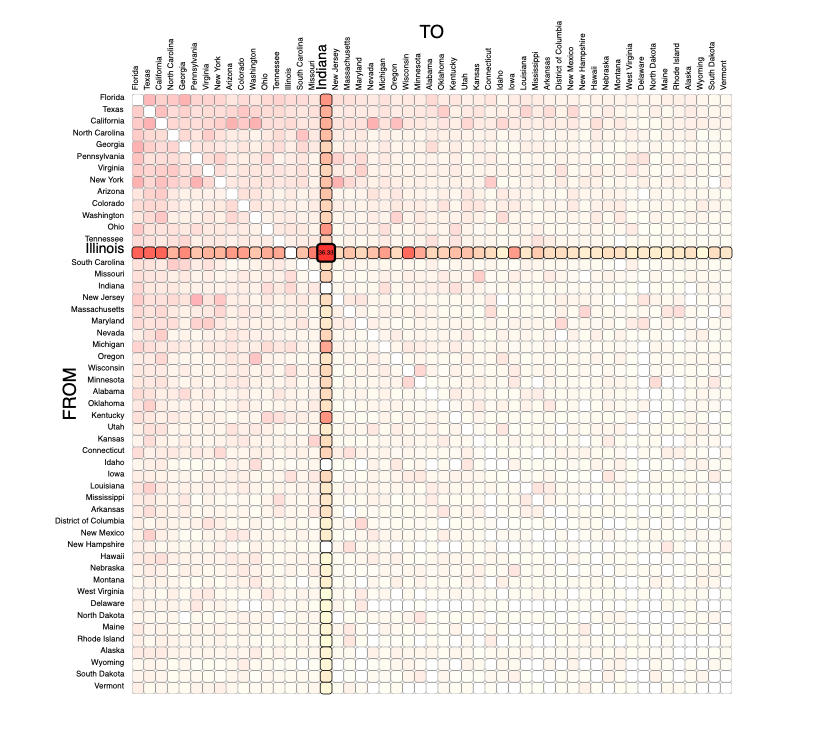 TO
Florida
Texas
California
North Carolina
Georgia
Pennsylvania
Virginia
New York
Arizona
Colorado
Washington
Ohio
Tennessee
Illinois
South Carolina
Missouri
Indiana
New Jersey
Massachusetts
Maryland
Nevada
Michigan
Oregon
Wisconsin
Minnesota
Alabama
Oklahoma
Kentucky
Utah
Kansas
Connecticut
Idaho
Iowa
Louisiana
Mississippi
Arkansas
District of Columbia
New Mexico
New Hampshire
Hawaii
Nebraska
Montana
West Virginia
Delaware
North Dakota
Maine
Rhode Island
Alaska
Wyoming
South Dakota
Vermont
FROM
Florida
Texas
California
North Carolina
Georgia
Pennsylvania
Virginia
New York
Arizona
Colorado
Washington
Ohio
Tennessee
Illinois
South Carolina
Missouri
Indiana
New Jersey
Massachusetts
Maryland
Nevada
Michigan
Oregon
Wisconsin
Minnesota
Alabama
Oklahoma
Kentucky
Utah
Kansas
Connecticut
Idaho
Iowa
Louisiana
Mississippi
Arkansas
District of Columbia
New Mexico
New Hampshire
Hawaii
Nebraska
Montana
West Virginia
Delaware
North Dakota
Maine
Rhode Island
Alaska
Wyoming
South Dakota
Vermont